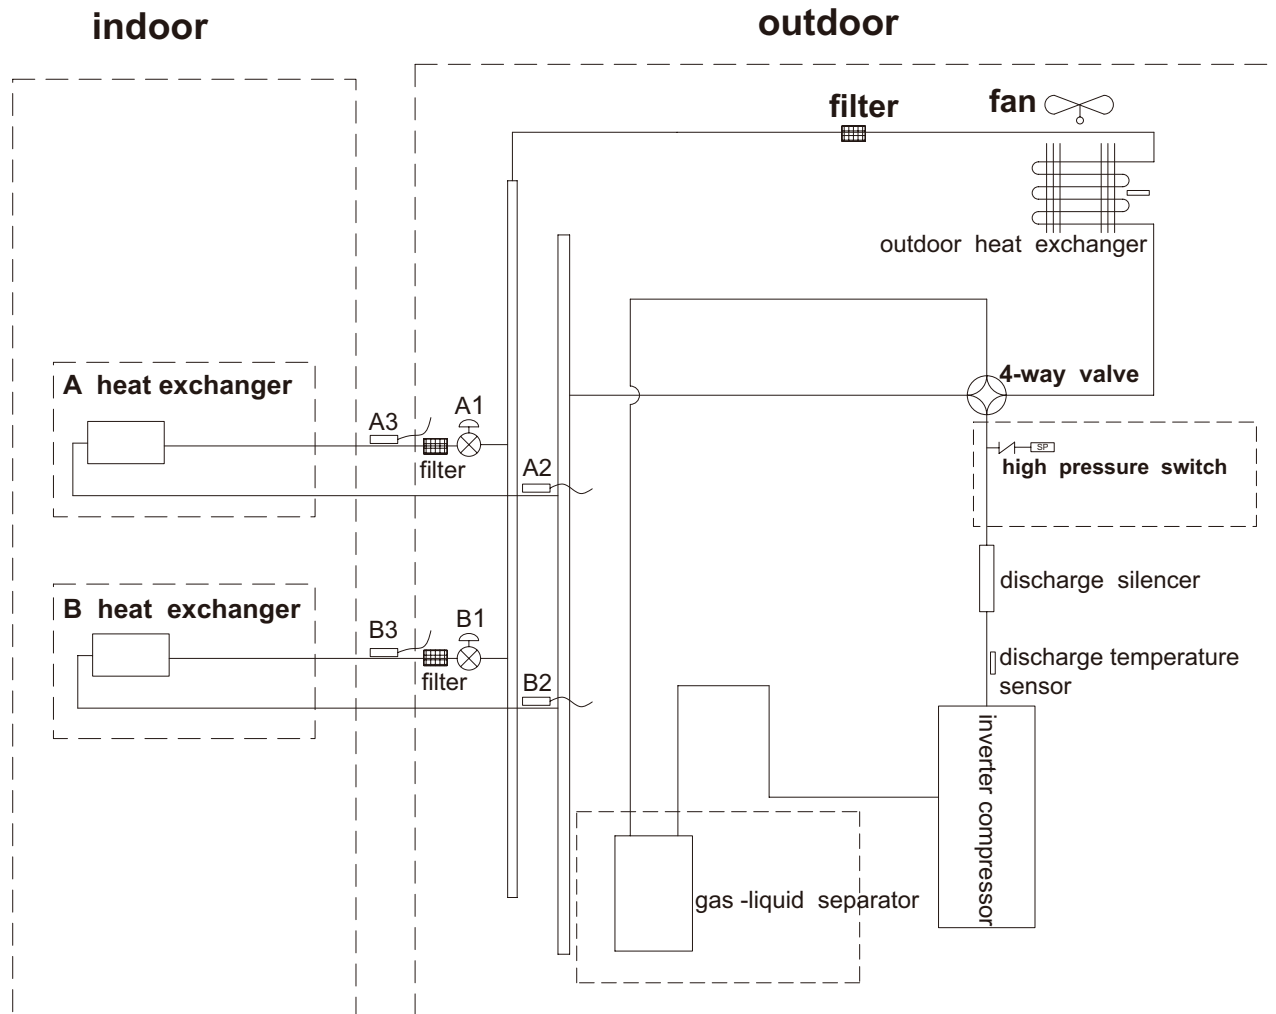 indoor
outdoor
filter
fan
outdoor heat exchanger
4-way valve
A heat exchanger
A3
A1
filter
A2
SP
high pressure switch
discharge silencer
B heat exchanger
B3
B1
filter
B2
discharge temperature
sensor
inverter compressor
gas -liquid separator